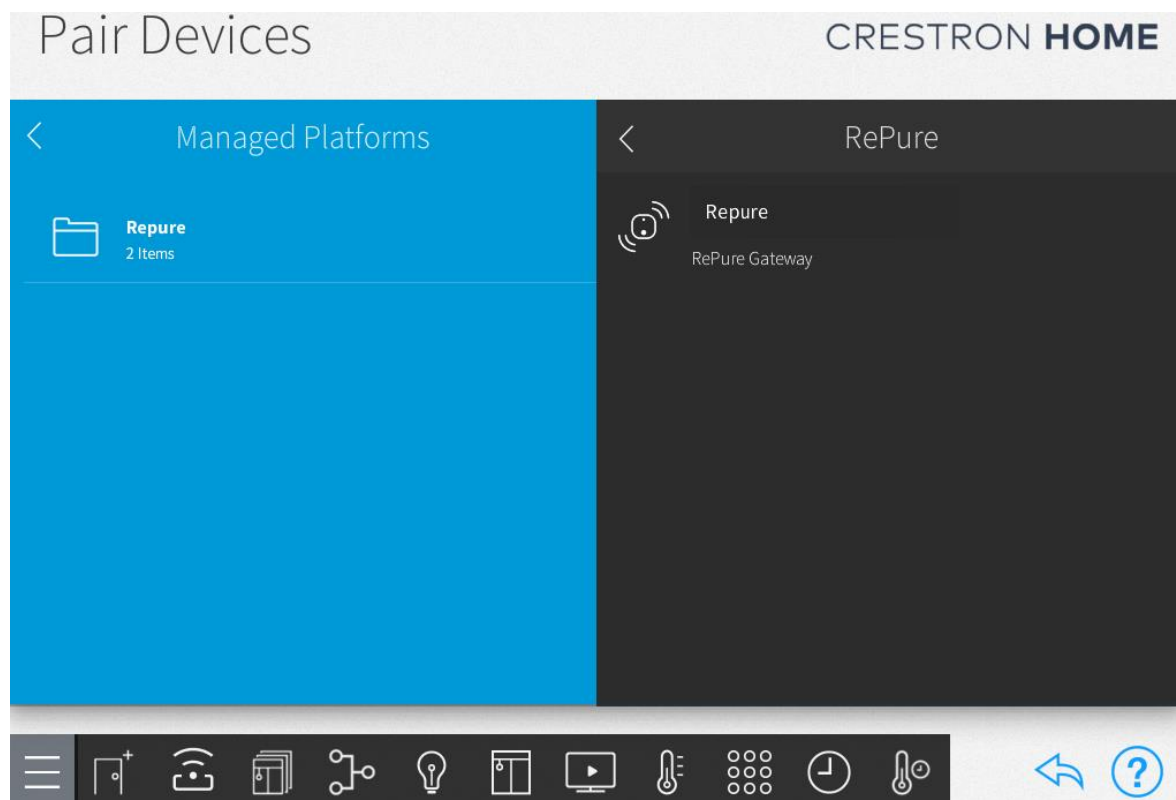 Pair Devices
CRESTRON HOME
Managed Platforms
RePure
Repure
2 Items
Repure
RePure Gateway
?